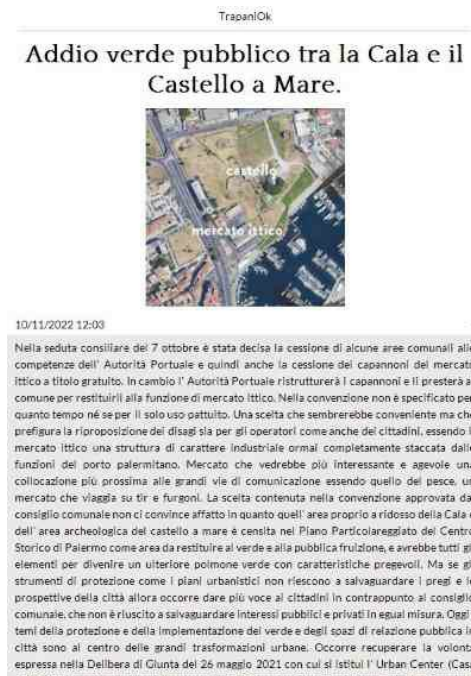 TrapaniOk
Addio verde pubblico tra la Cala e il
Castello a Mare.
castello
mercato ittico
10/11/2022 12:03
Nella seduta consiliare del 7 ottobre è stata decisa la cessione di alcune aree comunali alle
competenze dell' Autorità Portuale e quindi anche la cessione dei capannoni del mercato
ittico a titolo gratuito. In cambio l' Autorità Portuale ristrutturerà i capannoni e li presterà al
comune per restituirli alla funzione di mercato ittico. Nella convenzione non è specificato per
quanto tempo né se per il solo uso pattuito. Una scelta che sembrerebbe conveniente ma che
prefigura la riproposizione dei disagi sia per gli operatori come anche dei cittadini, essendo il
mercato ittico una struttura di carattere industriale ormai completamente staccata dalle
funzioni del porto palermitano. Mercato che vedrebbe più interessante e agevole una
collocazione più prossima alle grandi vie di comunicazione essendo quello del pesce, un
mercato che viaggia su tir e furgoni. La scelta contenuta nella convenzione approvata dal
consiglio comunale non ci convince affatto in quanto quell' area proprio a ridosso della Cala e
dell' area archeologica del castello a mare è censita nel Piano Particolareggiato del Centro
Storico di Palermo come area da restituire al verde e alla pubblica fruizione, e avrebbe tutti gli
elementi per divenire un ulteriore polmone verde con caratteristiche pregevoli. Ma se gli
strumenti di protezione come i piani urbanistici non riescono a salvaguardare i pregi e le
prospettive della città allora occorre dare più voce ai cittadini in contrappunto al consiglio
comunale, che non è riuscito a salvaguardare interessi pubblici e privati in egual misura. Oggi i
temi della protezione e della implementazione del verde e degli spazi di relazione pubblica in
città sono al centro delle grandi trasformazioni urbane. Occorre recuperare la volontà
espressa nella Delibera di Giunta del 26 maggio 2021 con cui si istituì l' Urban Center (Casa